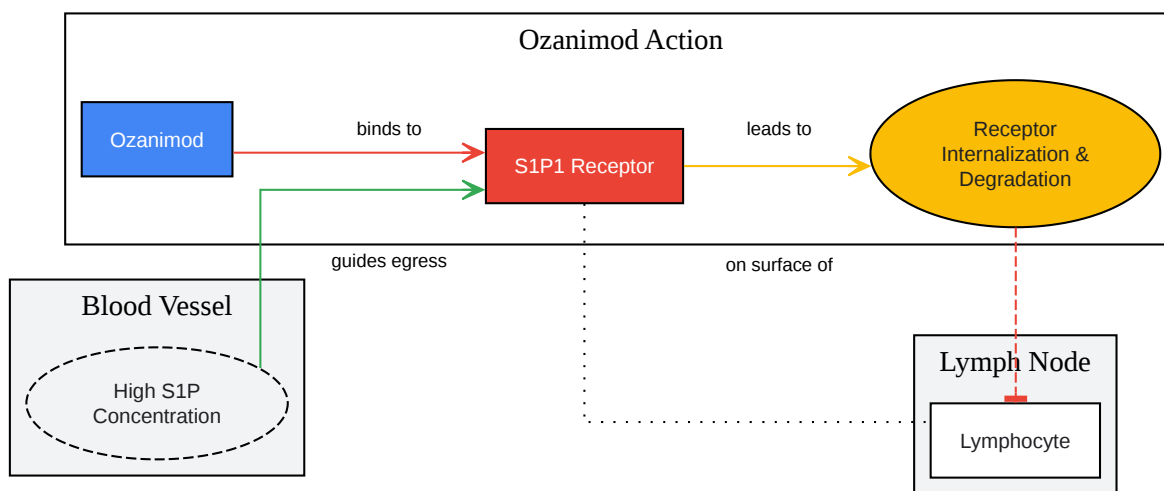 Ozanimod Action
Ozanimod
binds to
S1P1 Receptor
leads to
Receptor
Internalization &
Degradation
guides egress
on surface of
Blood Vessel
High S1P
Concentration
Lymph Node
Lymphocyte